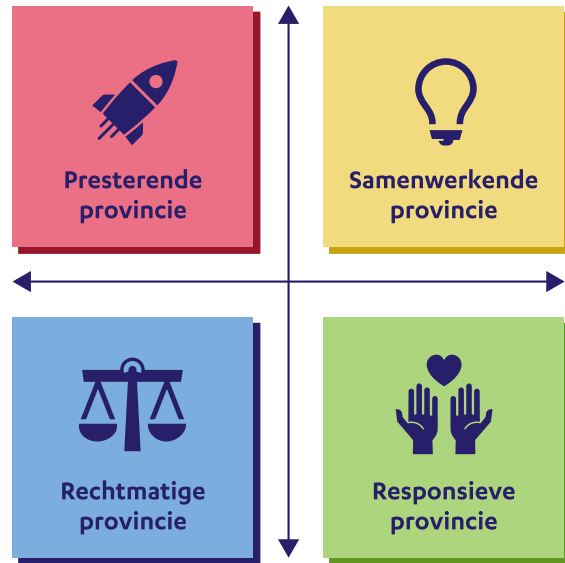 Presterende
provincie
Samenwerkende
provincie
Rechtmatige
provincie
Responsieve
provincie